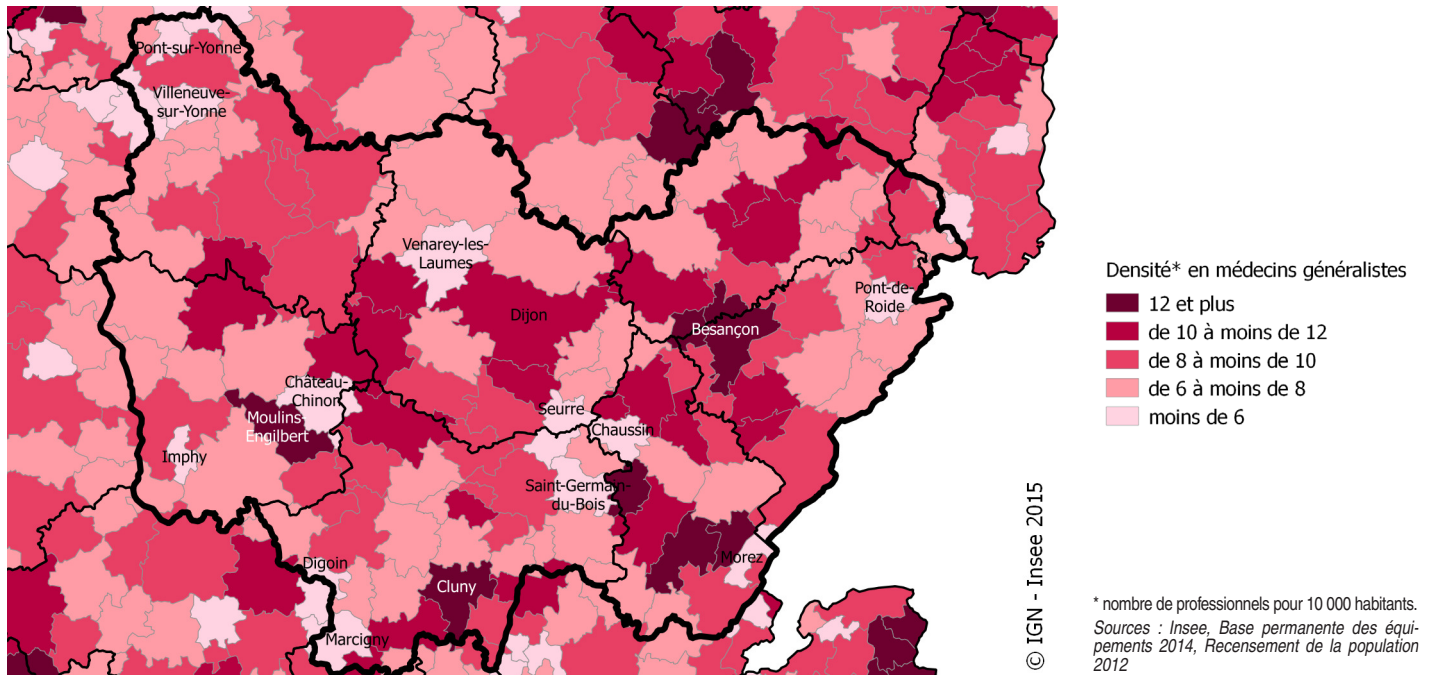 Pont-sur-Yonne
Villeneuve-
sur-Yonne
Venarey-les-
Laumes
Pont-de-
Roide
Dijon
Besançon
Château-
Chinon
Moulins-
Engilbert
Seurre
Chaussin
Imphy
Saint-Germain-
du-Bois
Digoin
Morez
Cluny
Marcigny
© IGN - Insee 2015
Densité* en médecins généralistes
12 et plus
de 10 à moins de 12
de 8 à moins de 10
de 6 à moins de 8
moins de 6
* nombre de professionnels pour 10 000 habitants.
Sources : Insee, Base permanente des équi-
pements 2014, Recensement de la population
2012